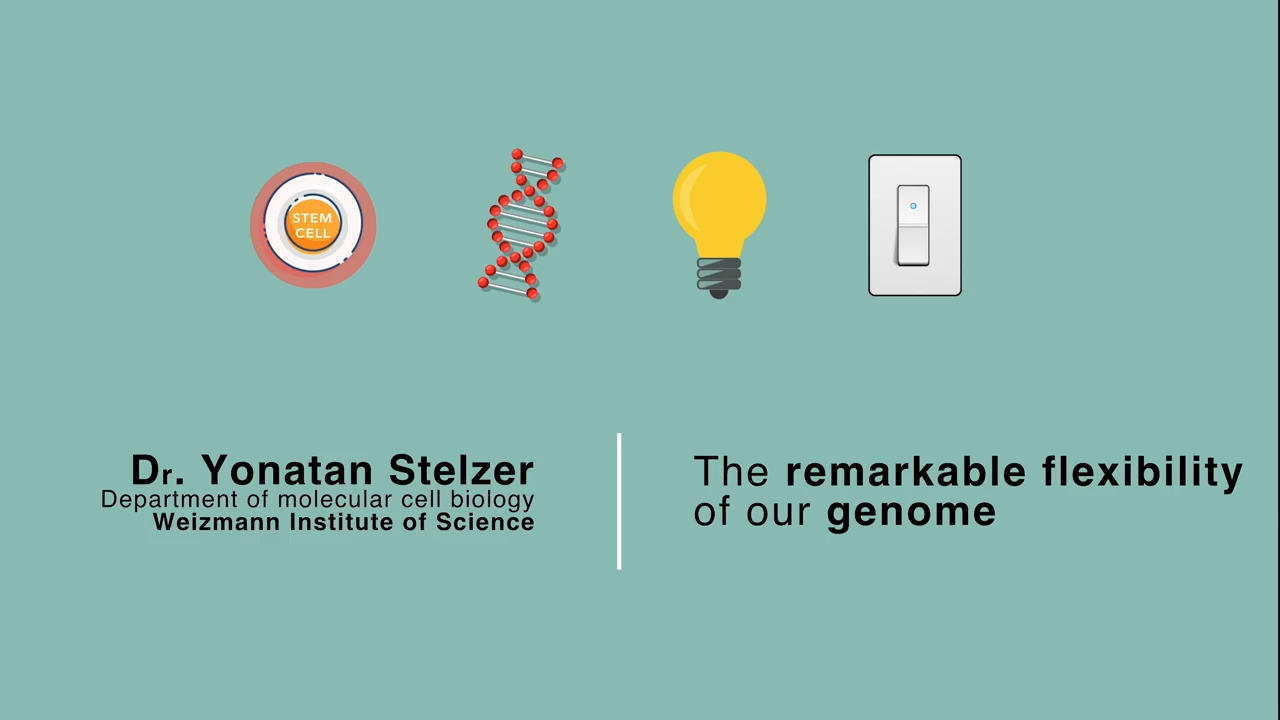 STEM
CELL
Dr. Yonatan Stelzer
Department of molecular cell biology
Weizmann Institute of Science
The remarkable flexibility
of our genome